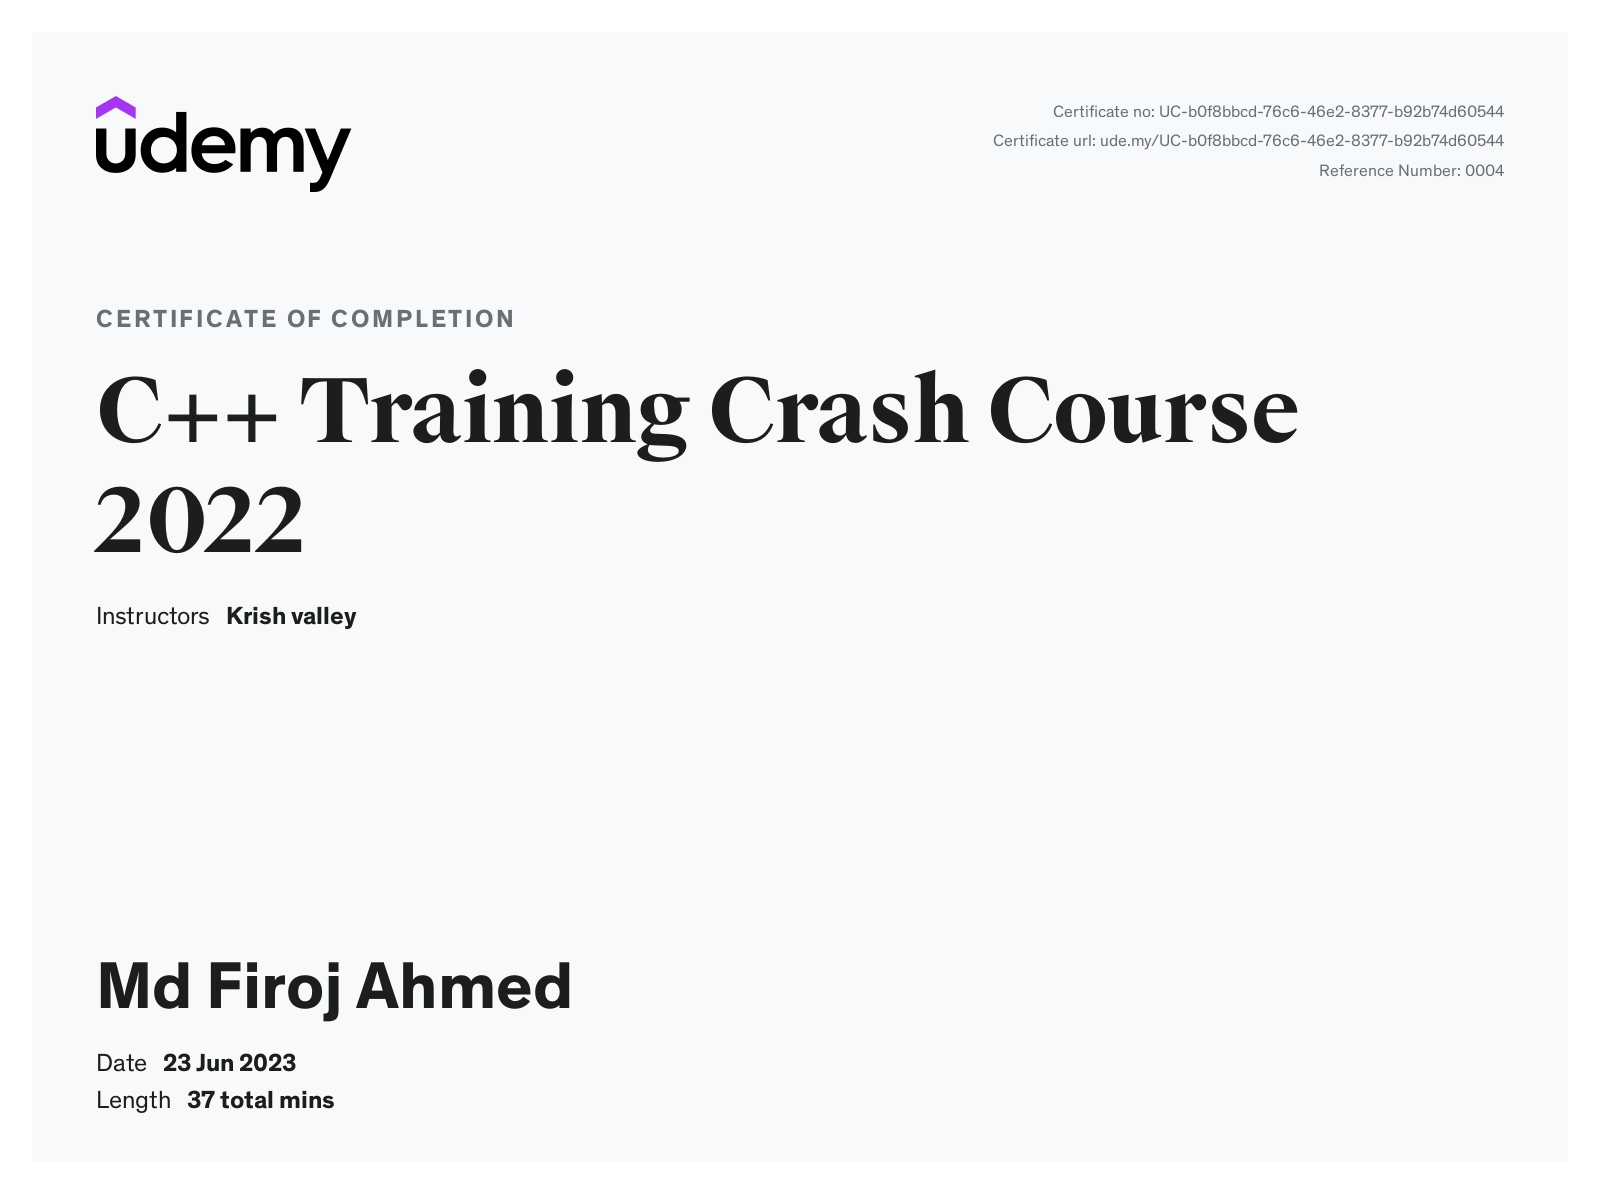 udemy
Certificate no: UC-b0f8bbcd-76c6-46e2-8377-b92b74d60544
Certificate url: ude.my/UC-b0f8bbcd-76c6-46e2-8377-b92b74d60544
Reference Number: 0004
CERTIFICATE OF COMPLETION
C++ Training Crash Course
2022
Instructors Krish valley
Md Firoj Ahmed
Date 23 Jun 2023
Length 37 total mins